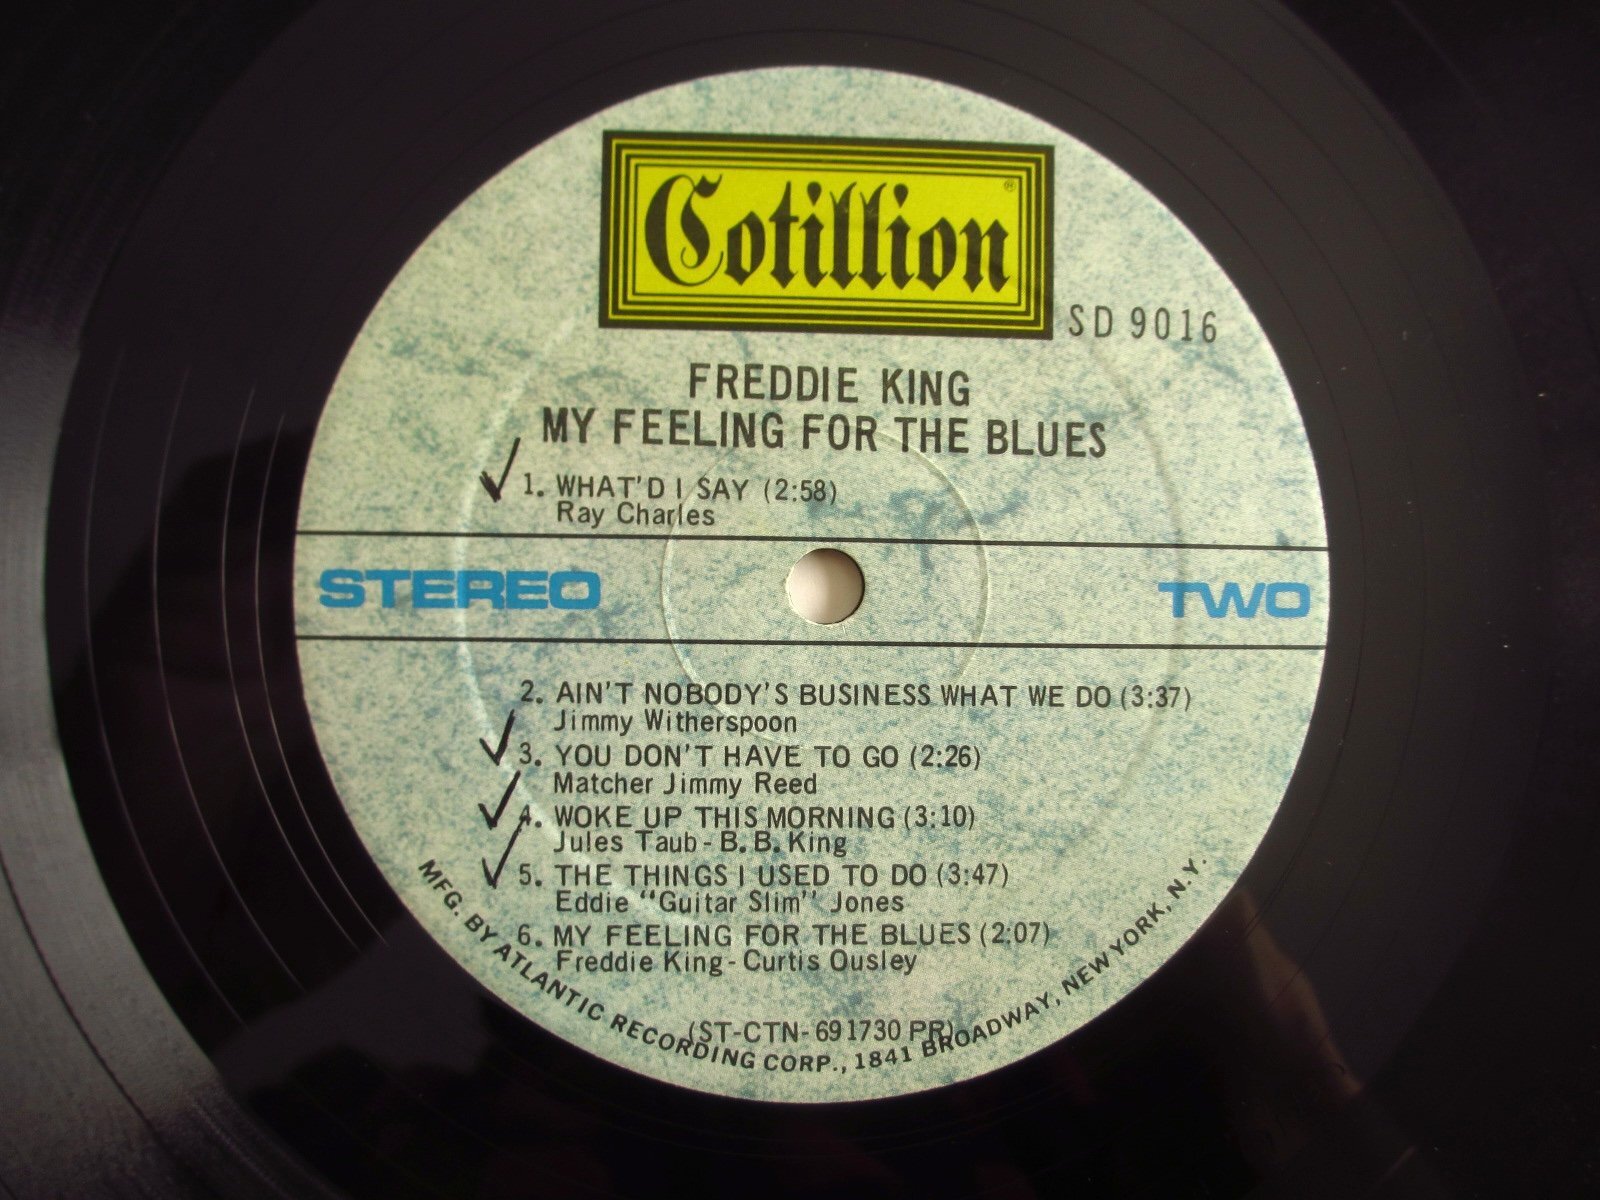 Cotillion ®
SD 9016
FREDDIE KING
MY FEELING FOR THE BLUES
1. WHAT'D I SAY (2:58)
Ray Charles
STEREO
TWO
2. AIN'T NOBODY'S BUSINESS WHAT WE DO (3:37)
Jimmy Witherspoon
3. YOU DON'T HAVE TO GO (2:26)
Matcher Jimmy Reed
4. WOKE UP THIS MORNING (3:10)
Jules Taub - B. B. King
5. THE THINGS I USED TO DO (3:47)
Eddie "Guitar Slim" Jones
6. MY FEELING FOR THE BLUES (2:07)
Freddie King - Curtis Ousley
(ST-CTN-691730 PR)
MFG. BY ATLANTIC RECORDING CORP., 1841 BROADWAY, NEW YORK, N.Y.